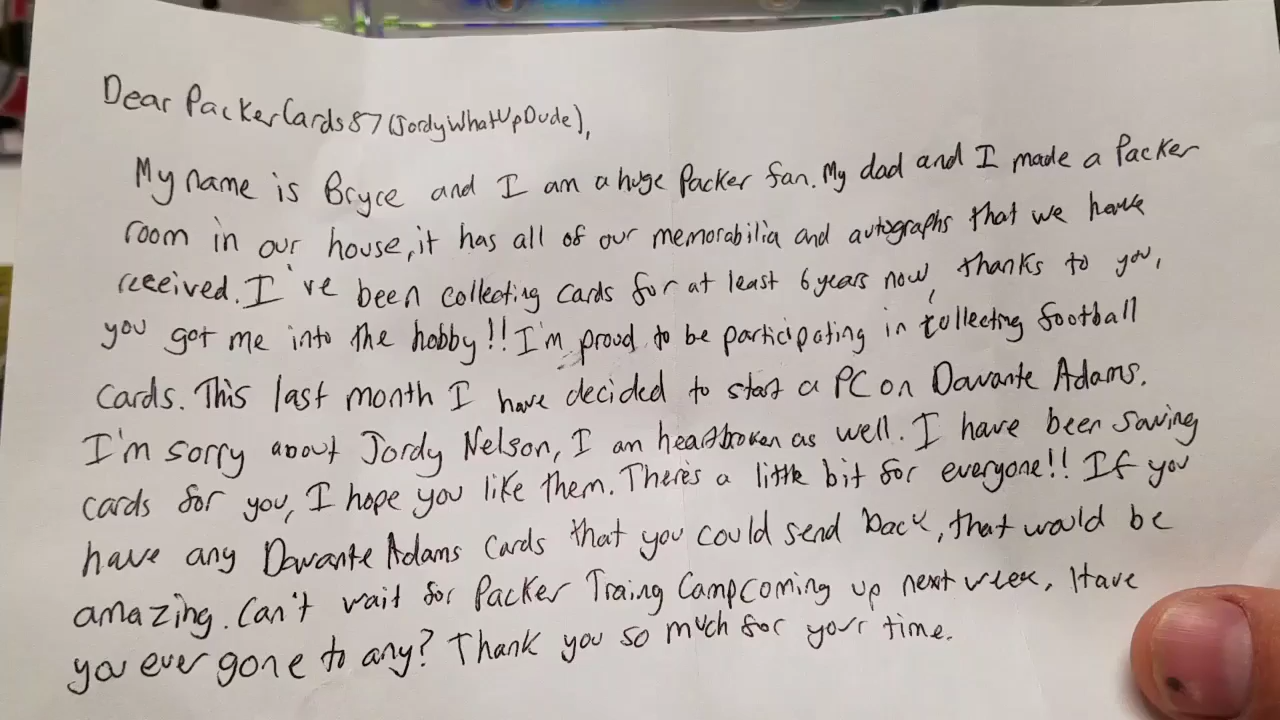 Dear PackerCards87 (JordyWhatUpDude),
My name is Bryce and I am a huge Packer fan. My dad and I made a Packer
room in our house, it has all of our memorabilia and autographs that we have
received. I've been collecting cards for at least 6 years now, thanks to you,
you got me into the hobby!! I'm proud to be participating in collecting football
cards. This last month I have decided to start a PC on Davante Adams.
I'm sorry about Jordy Nelson, I am heartbroken as well. I have been saving
cards for you, I hope you like them. There's a little bit for everyone!! If you
have any Davante Adams cards that you could send back, that would be
amazing. Can't wait for Packer Traing Camp coming up next week, Have
you ever gone to any? Thank you so much for your time.